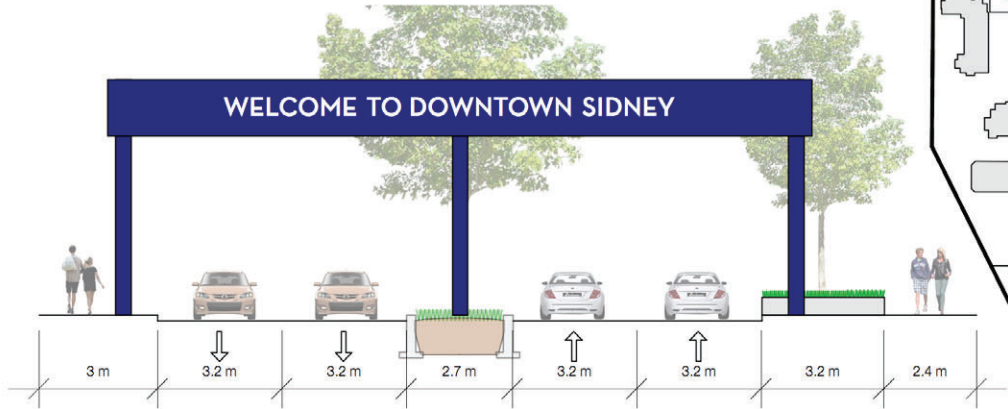 WELCOME TO DOWNTOWN SIDNEY
3 m 3.2 m 3.2 m 2.7 m 3.2 m 3.2 m 3.2 m 2.4 m